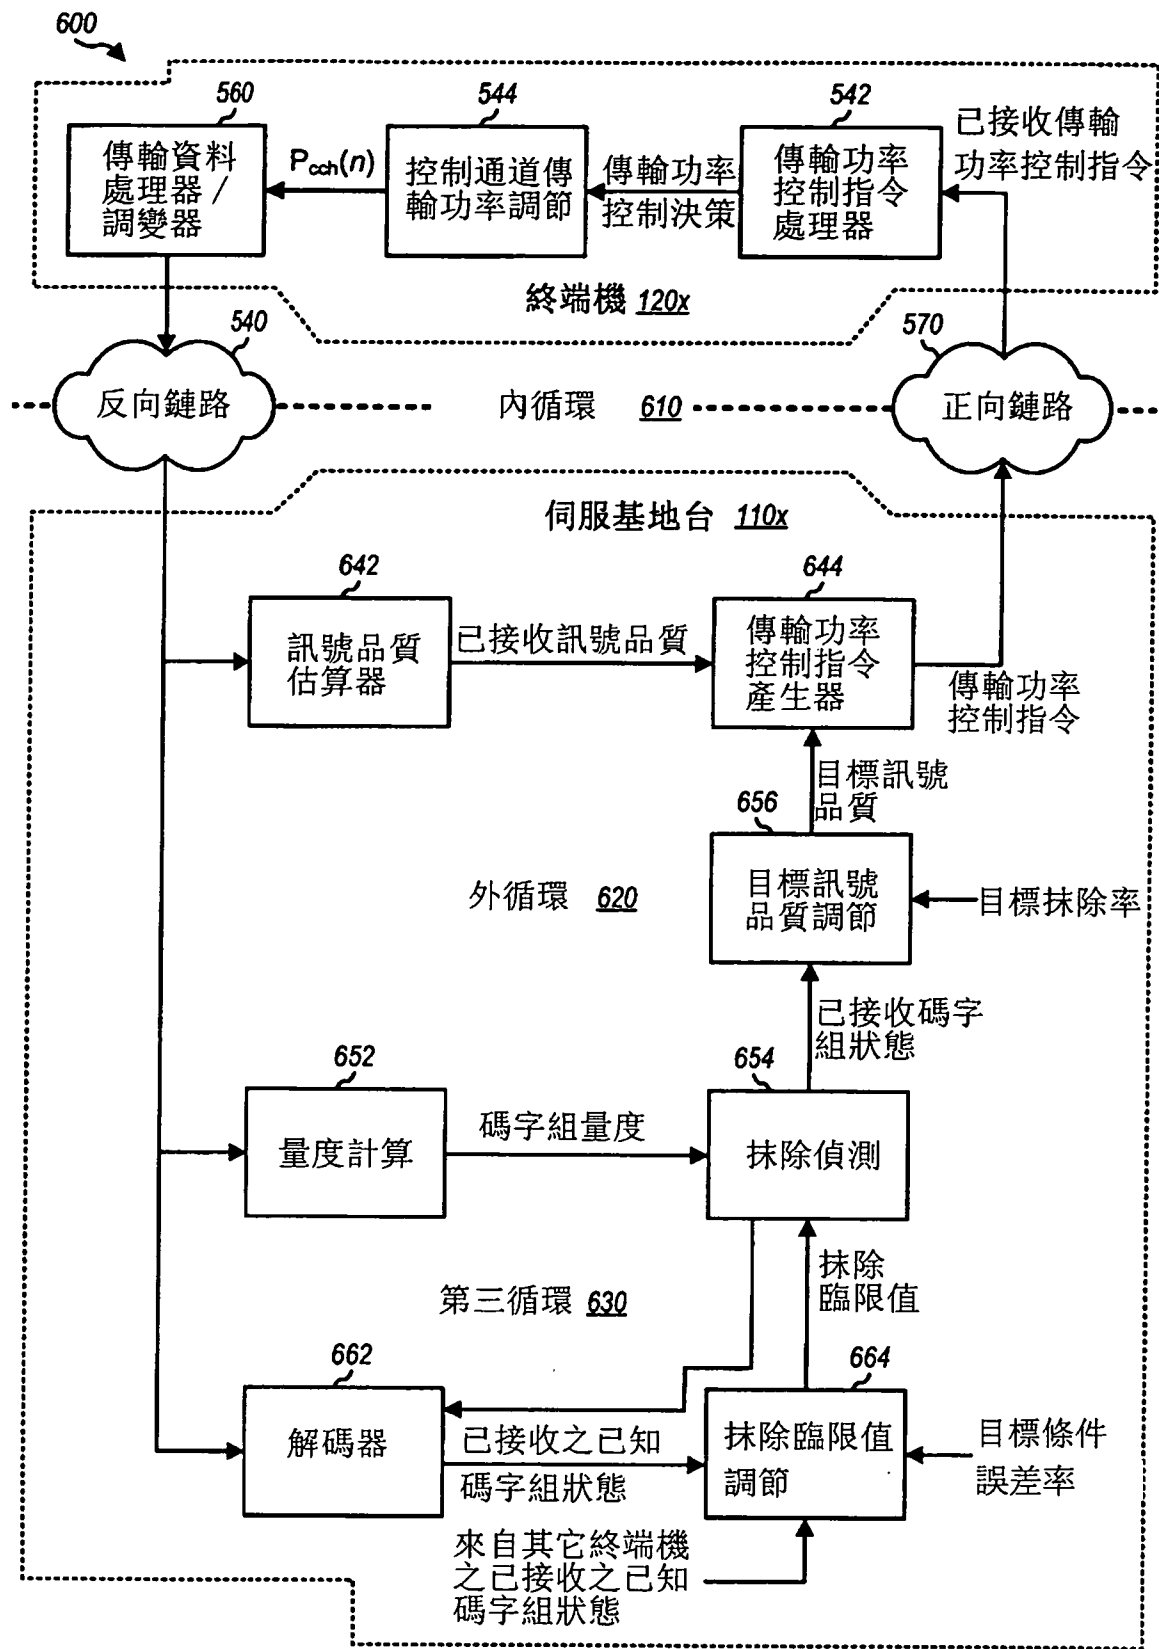 600
560
傳輸資料
處理器/
調變器
Pcch(n)
544
控制通道傳
輸功率調節
傳輸功率
控制決策
542
傳輸功率
控制指令
處理器
已接收傳輸
功率控制指令
終端機 120x
540
反向鏈路
內循環 610
570
正向鏈路
伺服基地台 110x
642
訊號品質
估算器
已接收訊號品質
644
傳輸功率
控制指令
產生器
傳輸功率
控制指令
目標訊號
品質
656
目標訊號
品質調節
目標抹除率
外循環 620
已接收碼字
組狀態
652
量度計算
碼字組量度
654
抹除偵測
抹除
臨限值
第三循環 630
662
解碼器
已接收之已知
碼字組狀態
664
抹除臨限值
調節
目標條件
誤差率
來自其它終端機
之已接收之已知
碼字組狀態